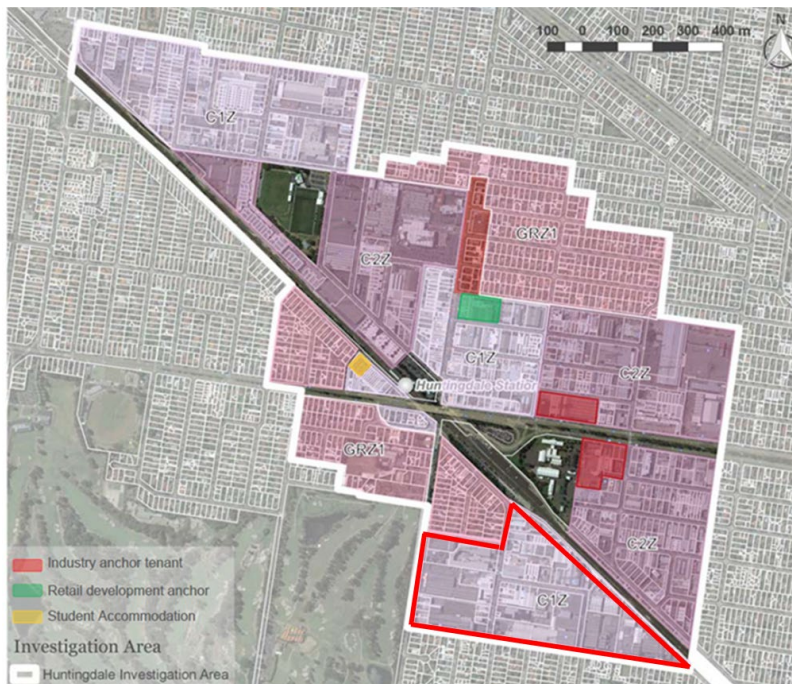 100 0 100 200 300 400 m
N
C1Z
GRZ1
C2Z
C1Z
C2Z
Huntingdale Station
GRZ1
C2Z
C1Z
Industry anchor tenant
Retail development anchor
Student Accommodation
Investigation Area
Huntingdale Investigation Area